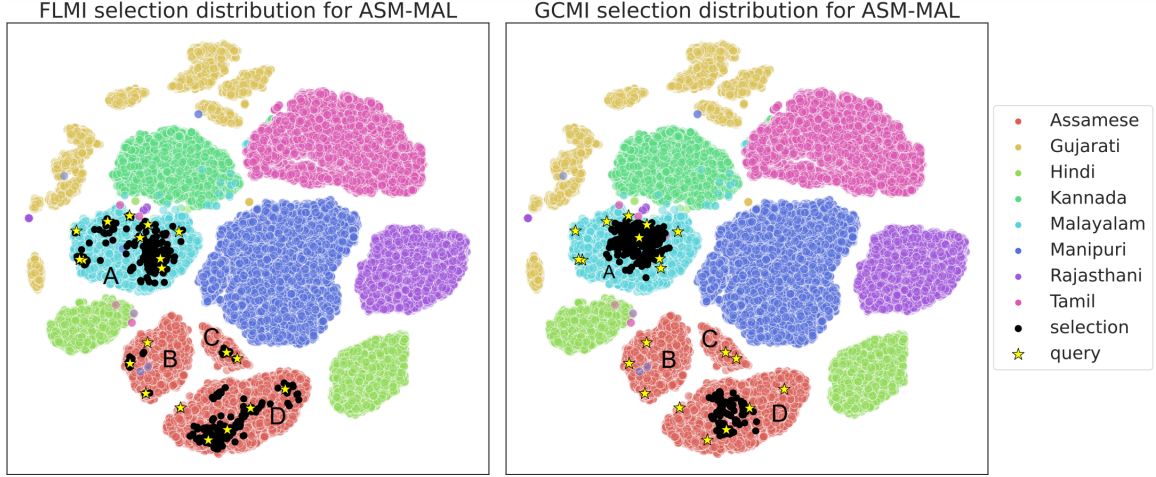 FLMI selection distribution for ASM-MAL
GCMI selection distribution for ASM-MAL
A
B
C
D
A
B
C
D
Assamese
Gujarati
Hindi
Kannada
Malayalam
Manipuri
Rajasthani
Tamil
selection
query